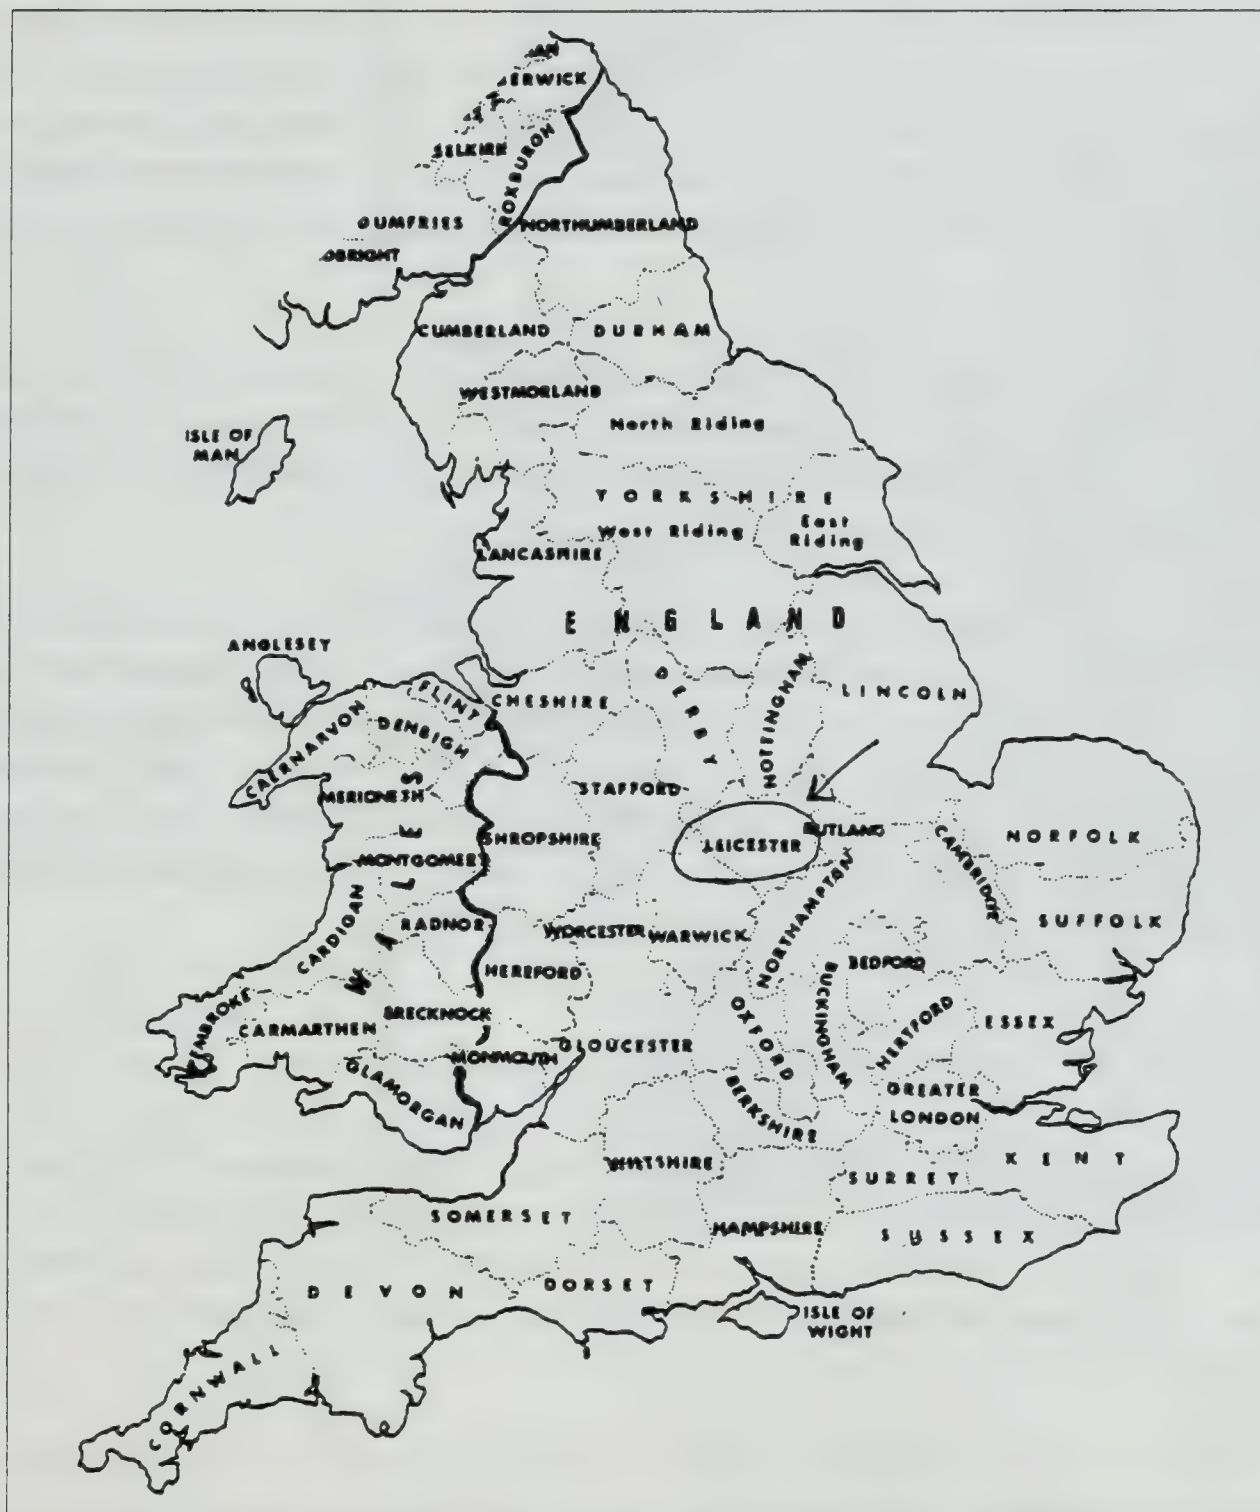 SELKIRK
ROXBURGH
DUMFRIES
NORTHUMBERLAND
CUMBERLAND
DURHAM
WESTMORLAND
North Riding
ISLE OF
MAN
YORKSHIRE
West Riding
East
Riding
LANCASHIRE
ENGLAND
ANGLESEY
FLINT
CHESHIRE
DERBY
NOTTINGHAM
LINCOLN
CAERNARVON
DENBIGH
MERIONETH
STAFFORD
SHROPSHIRE
LEICESTER
RUTLAND
CAMBRIDGE
NORFOLK
MONTGOMERY
WALES
CARDIGAN
RADNOR
WORCESTER
WARWICK
NORTHAMPTON
SUFFOLK
HEREFORD
BUCKINGHAM
BEDFORD
PEMBROKE
CARMARTHEN
BRECKNOCK
MONMOUTH
GLOUCESTER
OXFORD
HERTFORD
ESSEX
GLAMORGAN
BERKSHIRE
GREATER
LONDON
WILTSHIRE
SURREY
KENT
SOMERSET
HAMPSHIRE
SUSSEX
DEVON
DORSET
ISLE OF
WIGHT
CORNWALL